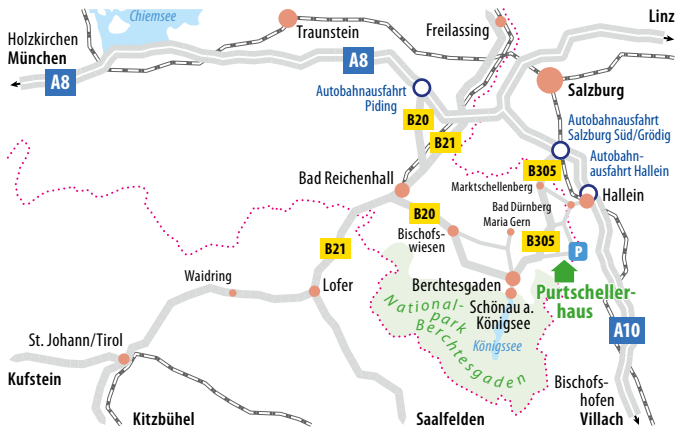 Chiemsee
Traunstein
Freilassing
Linz
Holzkirchen
München
A8
A8
Autobahnausfahrt
Piding
B20
B21
Salzburg
Autobahnausfahrt
Salzburg Süd/Grödig
Autobahn-
ausfahrt Hallein
B305
Bad Reichenhall
Marktschellenberg
Hallein
Bad Dürnberg
Maria Gern
B20
Bischofs-
wiesen
B21
B305
P
Waidring
Lofer
Berchtesgaden
Purtscheller-
haus
Schönau a.
Königsee
National-
park
Berchtesgaden
Königssee
A10
St. Johann/Tirol
Kufstein
Kitzbühel
Saalfelden
Bischofs-
hofen
Villach